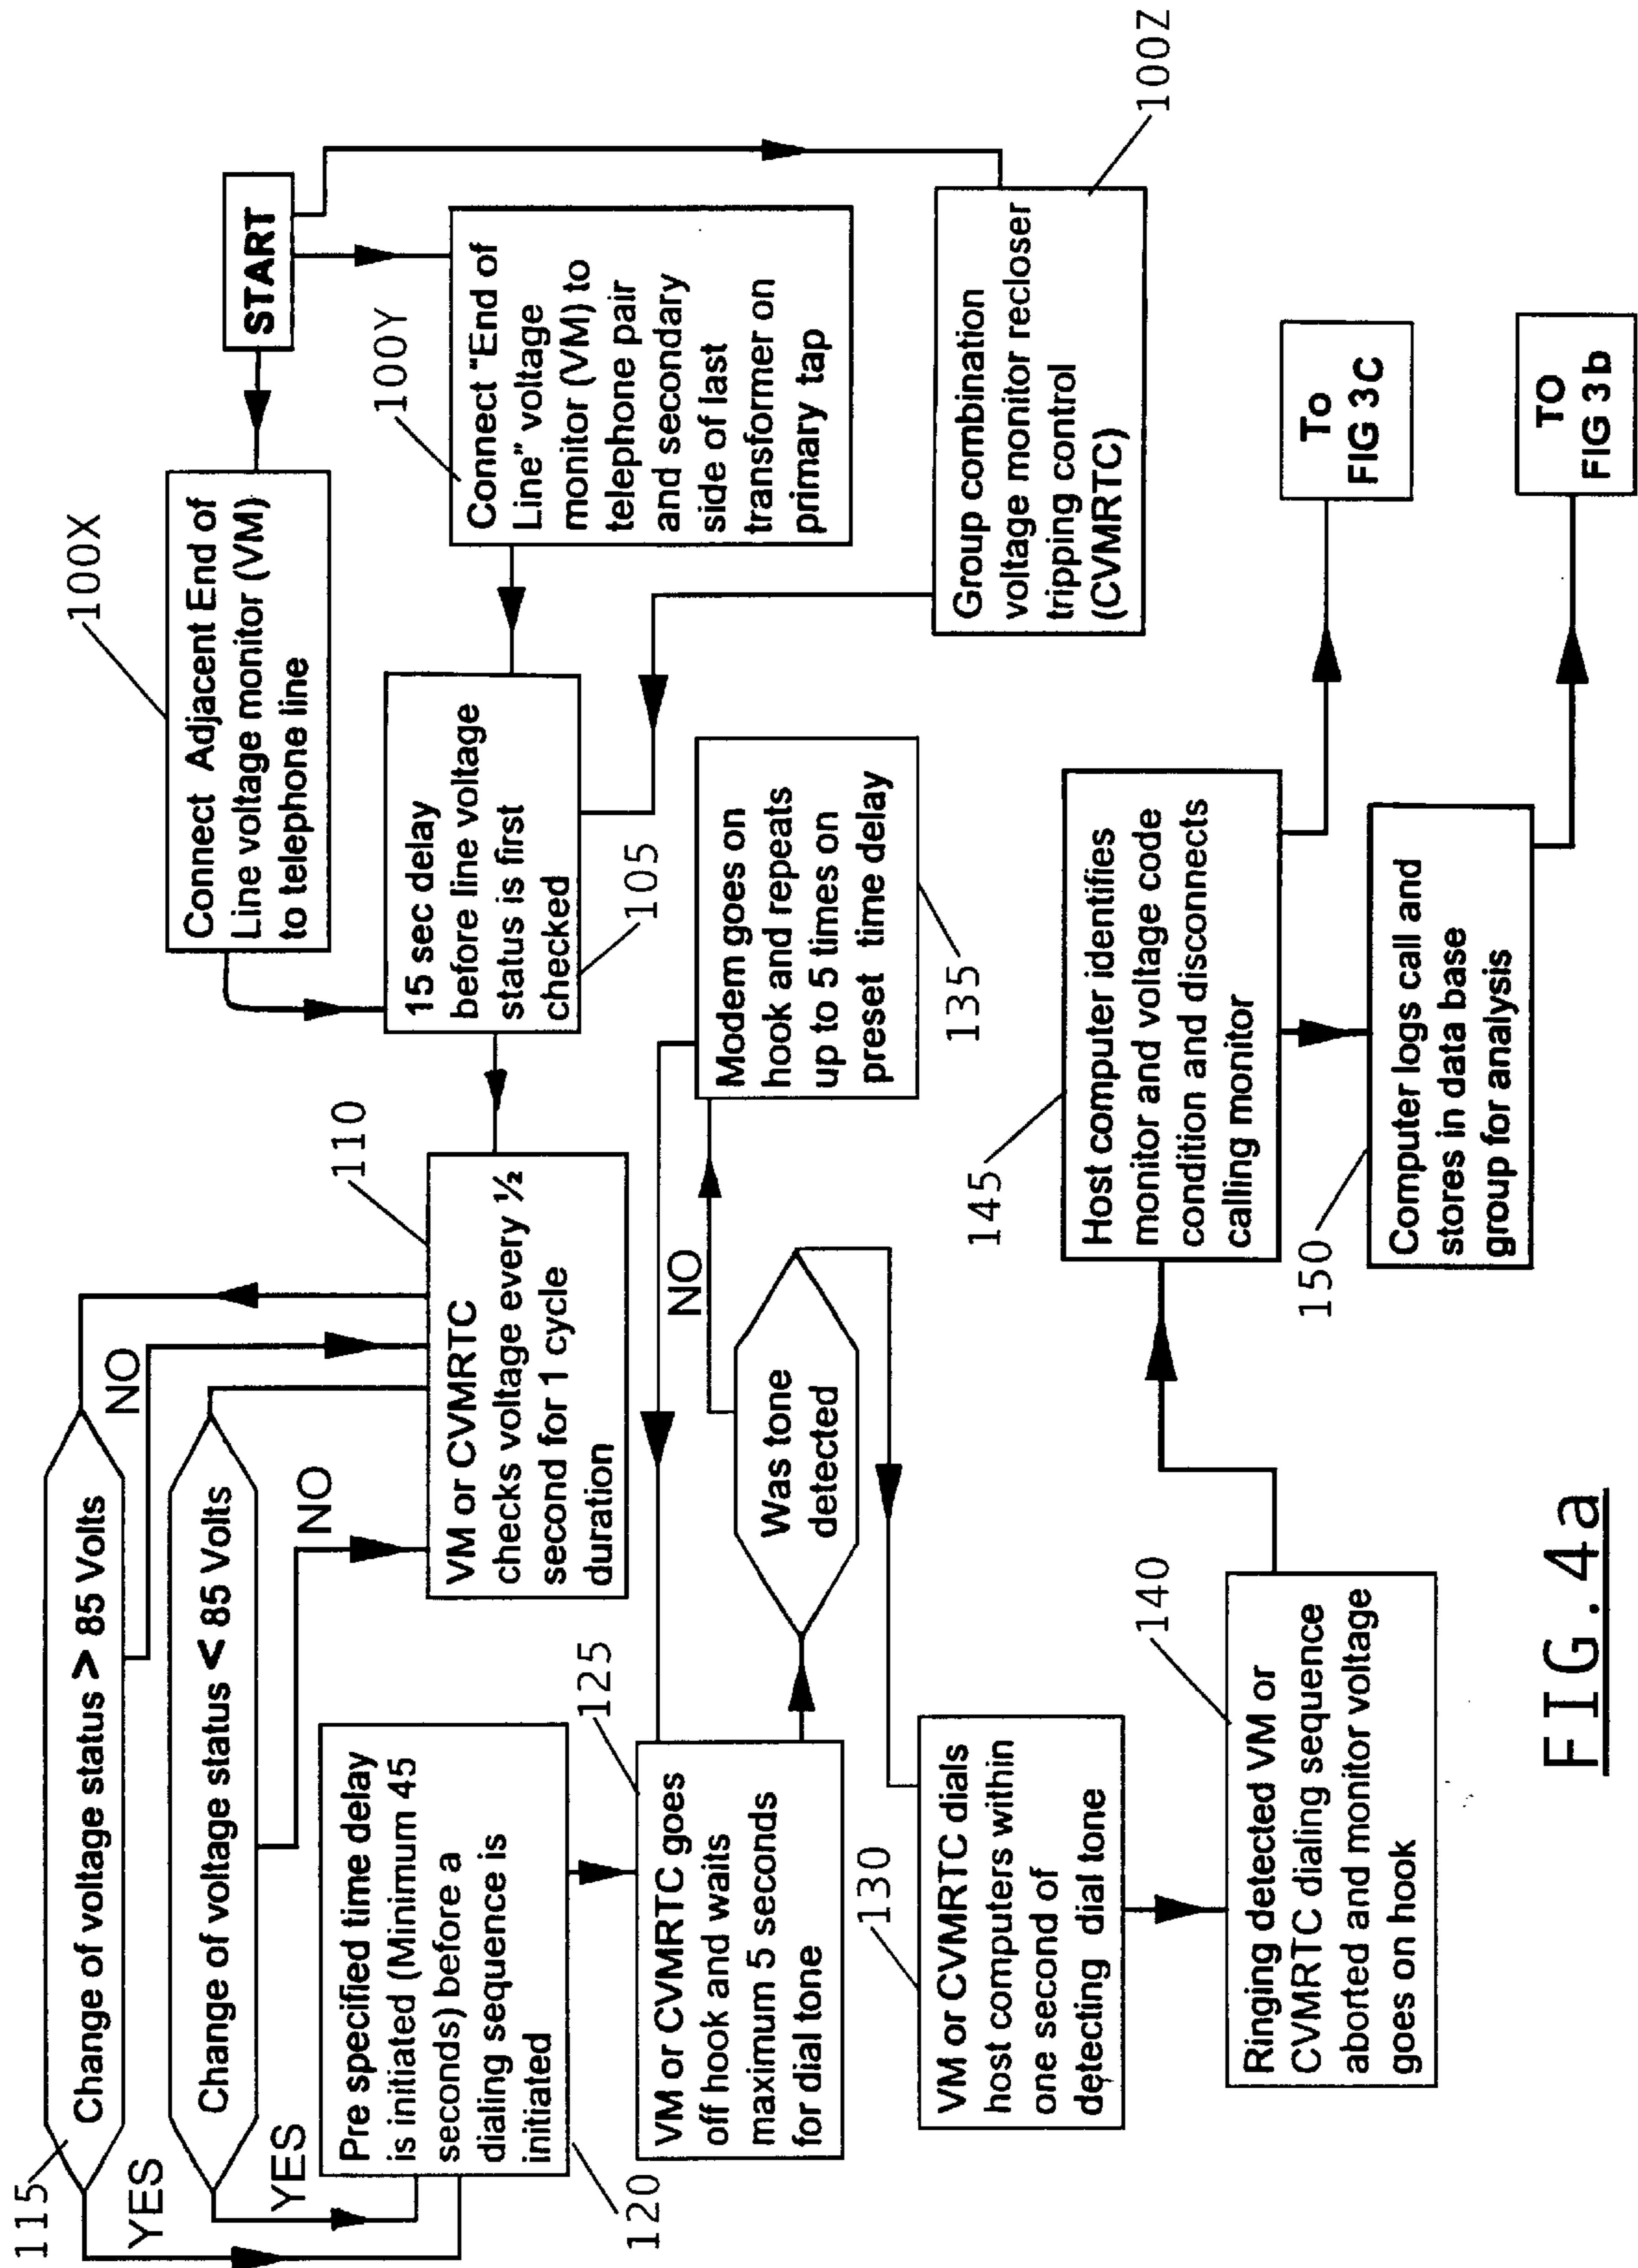 START
100X
Connect Adjacent End of
Line voltage monitor (VM)
to telephone line
100Y
Connect "End of
Line" voltage
monitor (VM) to
telephone pair
and secondary
side of last
transformer on
primary tap
100Z
Group combination
voltage monitor recloser
tripping control
(CVMRTC)
15 sec delay
before line voltage
status is first
checked
105
110
VM or CVMRTC
checks voltage every ½
second for 1 cycle
duration
115
Change of voltage status > 85 Volts
NO
YES
Change of voltage status < 85 Volts
NO
YES
Pre specified time delay
is initiated (Minimum 45
seconds) before a
dialing sequence is
initiated
120
125
VM or CVMRTC goes
off hook and waits
maximum 5 seconds
for dial tone
Was tone
detected
NO
Modem goes on
hook and repeats
up to 5 times on
preset time delay
135
130
VM or CVMRTC dials
host computers within
one second of
detecting dial tone
140
Ringing detected VM or
CVMRTC dialing sequence
aborted and monitor voltage
goes on hook
145
Host computer identifies
monitor and voltage code
condition and disconnects
calling monitor
150
Computer logs call and
stores in data base
group for analysis
To
FIG 3C
TO
FIG 3b
FIG.4a